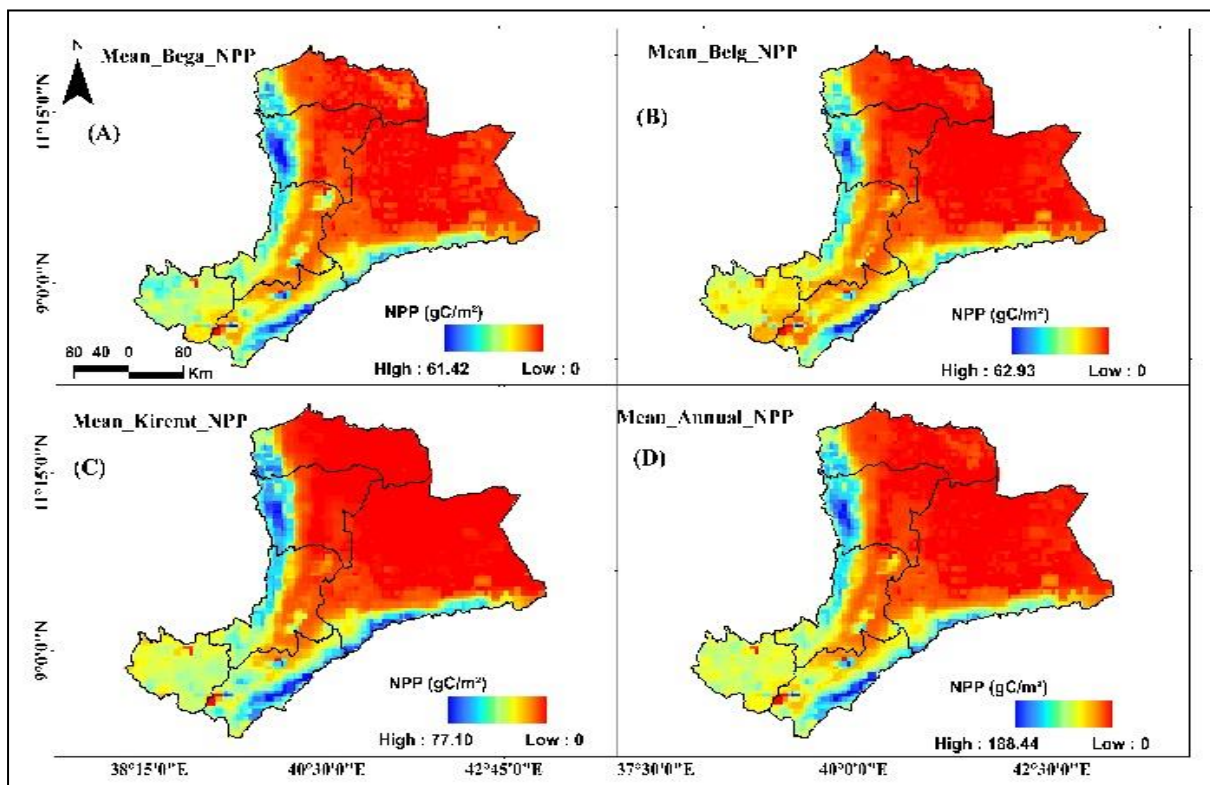 N
Mean_Bega_NPP
(A)
11°15'0"N
9°0'0"N
NPP (gC/m²)
High : 61.42 Low : 0
80 40 0 80
Km
Mean_Belg_NPP
(B)
NPP (gC/m²)
High : 62.93 Low : 0
Mean_Kiremt_NPP
(C)
11°15'0"N
9°0'0"N
NPP (gC/m²)
High : 77.10 Low : 0
Mean_Annual_NPP
(D)
NPP (gC/m²)
High : 188.44 Low : 0
38°15'0"E 40°30'0"E 42°45'0"E 37°30'0"E 40°0'0"E 42°30'0"E